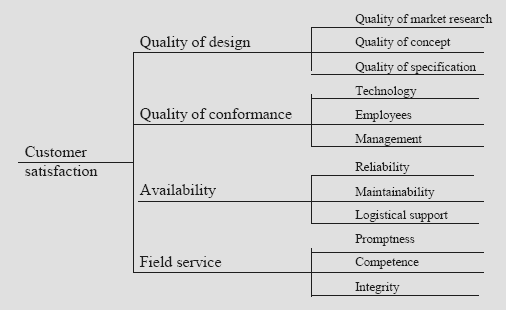 Quality of market research
Quality of design
Quality of concept
Quality of specification
Technology
Quality of conformance
Employees
Management
Customer
satisfaction
Reliability
Availability
Maintainability
Logistical support
Promptness
Field service
Competence
Integrity